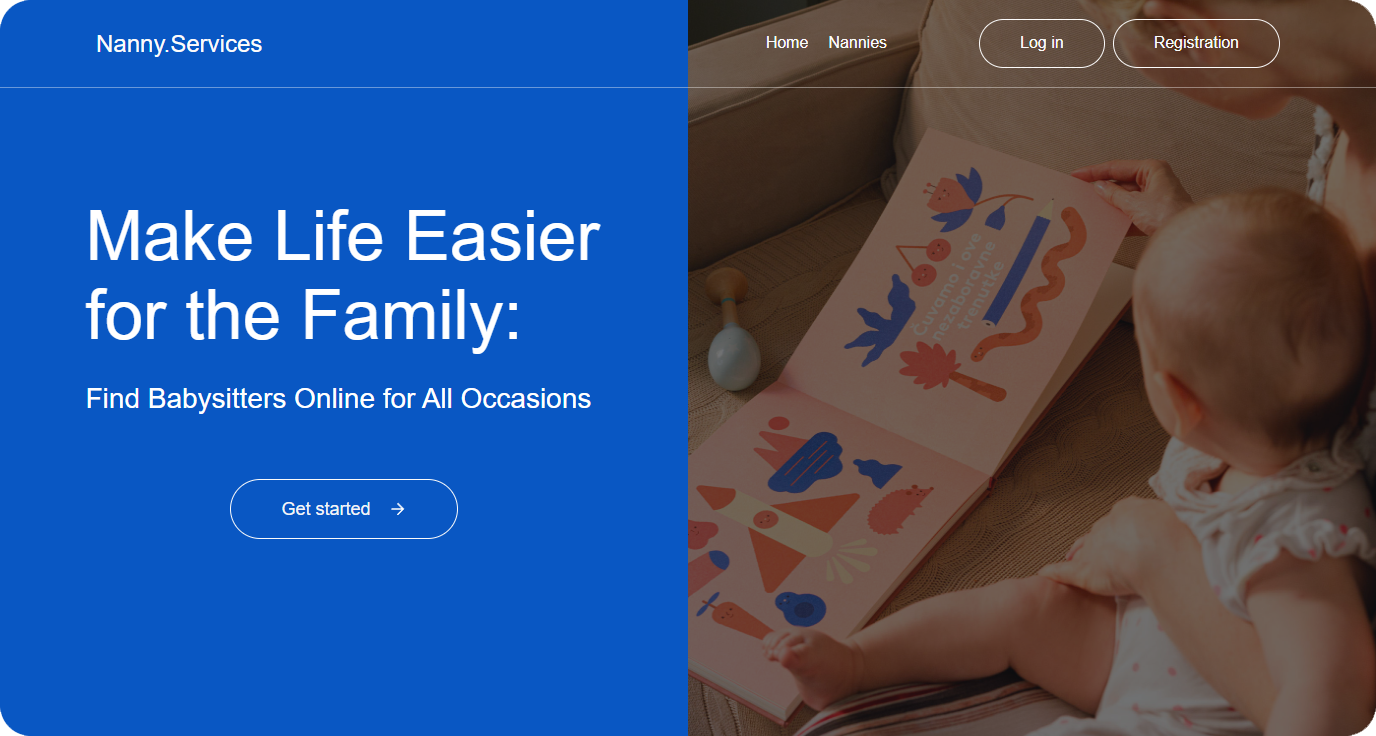 Nanny.Services
Home
Nannies
Log in
Registration
Make Life Easier
for the Family:
Find Babysitters Online for All Occasions
Get started
Čuvamo i ove
nezaboravne
trenutke